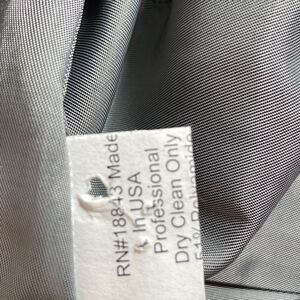 RN#18843 Made
In USA
Professional
Dry Clean Only